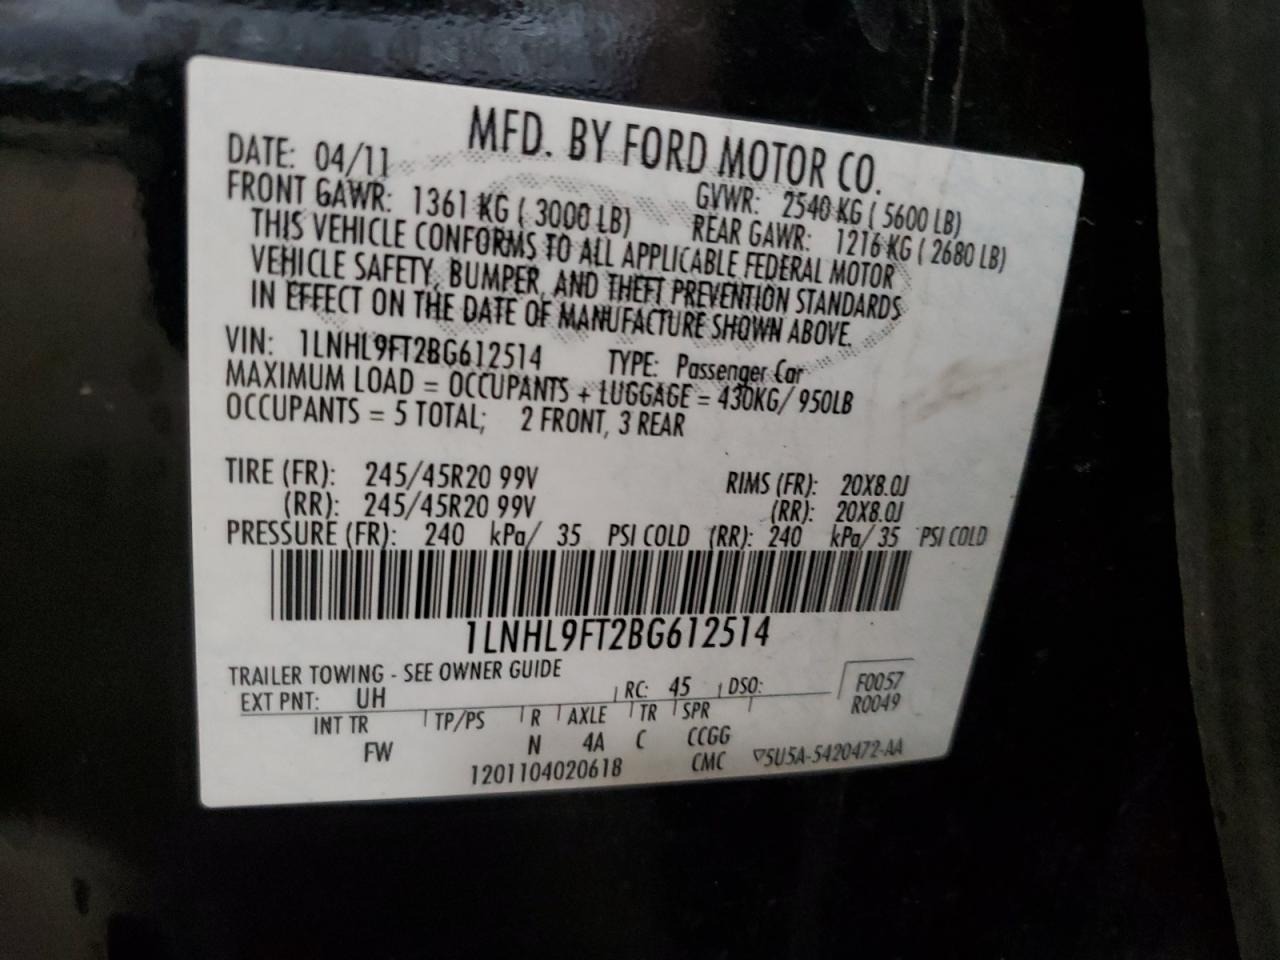 MFD. BY FORD MOTOR CO.
DATE: 04/11 GVWR: 2540 KG ( 5600 LB)
FRONT GAWR: 1361 KG ( 3000 LB) REAR GAWR: 1216 KG ( 2680 LB)
THIS VEHICLE CONFORMS TO ALL APPLICABLE FEDERAL MOTOR
VEHICLE SAFETY, BUMPER, AND THEFT PREVENTION STANDARDS
IN EFFECT ON THE DATE OF MANUFACTURE SHOWN ABOVE.
VIN: 1LNHL9FT2BG612514 TYPE: Passenger Car
MAXIMUM LOAD = OCCUPANTS + LUGGAGE = 430KG/ 950LB
OCCUPANTS = 5 TOTAL; 2 FRONT, 3 REAR
TIRE (FR): 245/45R20 99V RIMS (FR): 20X8.0J
(RR): 245/45R20 99V (RR): 20X8.0J
PRESSURE (FR): 240 kPa/ 35 PSI COLD (RR): 240 kPa/ 35 PSI COLD
1LNHL9FT2BG612514
TRAILER TOWING - SEE OWNER GUIDE
EXT PNT: UH RC: 45 DSO: F0057
R0049
INT TR TP/PS R AXLE TR SPR
FW N 4A C CCGG
1201104020618 CMC 5U5A-5420472-AA